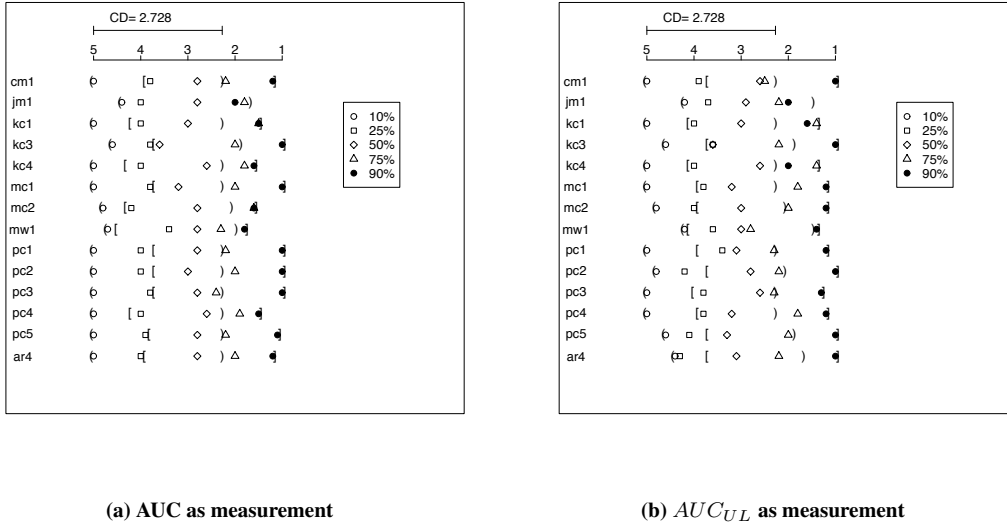 CD= 2.728
5 4 3 2 1
cm1
jm1
kc1
kc3
kc4
mc1
mc2
mw1
pc1
pc2
pc3
pc4
pc5
ar4
10%
25%
50%
75%
90%
(a) AUC as measurement
CD= 2.728
5 4 3 2 1
cm1
jm1
kc1
kc3
kc4
mc1
mc2
mw1
pc1
pc2
pc3
pc4
pc5
ar4
10%
25%
50%
75%
90%
(b) AUC_{UL} as measurement